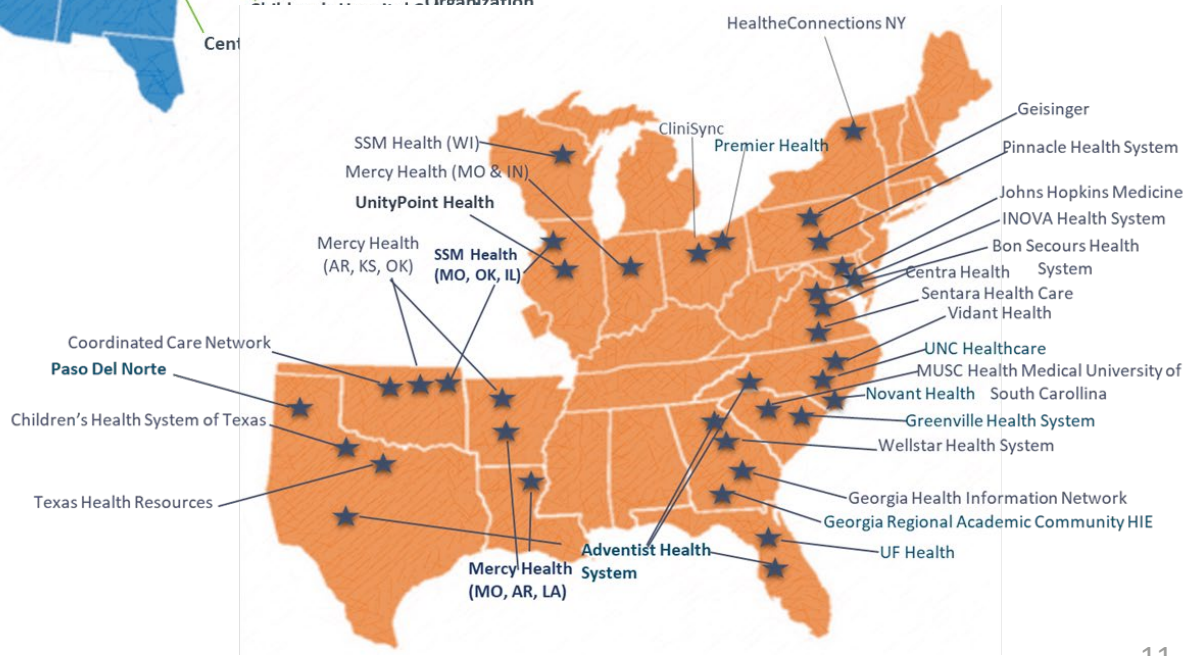 Organization
Cent
HealtheConnections NY
Geisinger
CliniSync
SSM Health (WI)
Premier Health
Pinnacle Health System
Mercy Health (MO & IN)
UnityPoint Health
Johns Hopkins Medicine
INOVA Health System
Mercy Health
(AR, KS, OK)
SSM Health
(MO, OK, IL)
Bon Secours Health
System
Centra Health
Sentara Health Care
Vidant Health
Coordinated Care Network
UNC Healthcare
Paso Del Norte
MUSC Health Medical University of
South Carolina
Novant Health
Children's Health System of Texas
Greenville Health System
Wellstar Health System
Texas Health Resources
Georgia Health Information Network
Georgia Regional Academic Community HIE
Adventist Health
System
UF Health
Mercy Health
(MO, AR, LA)
11